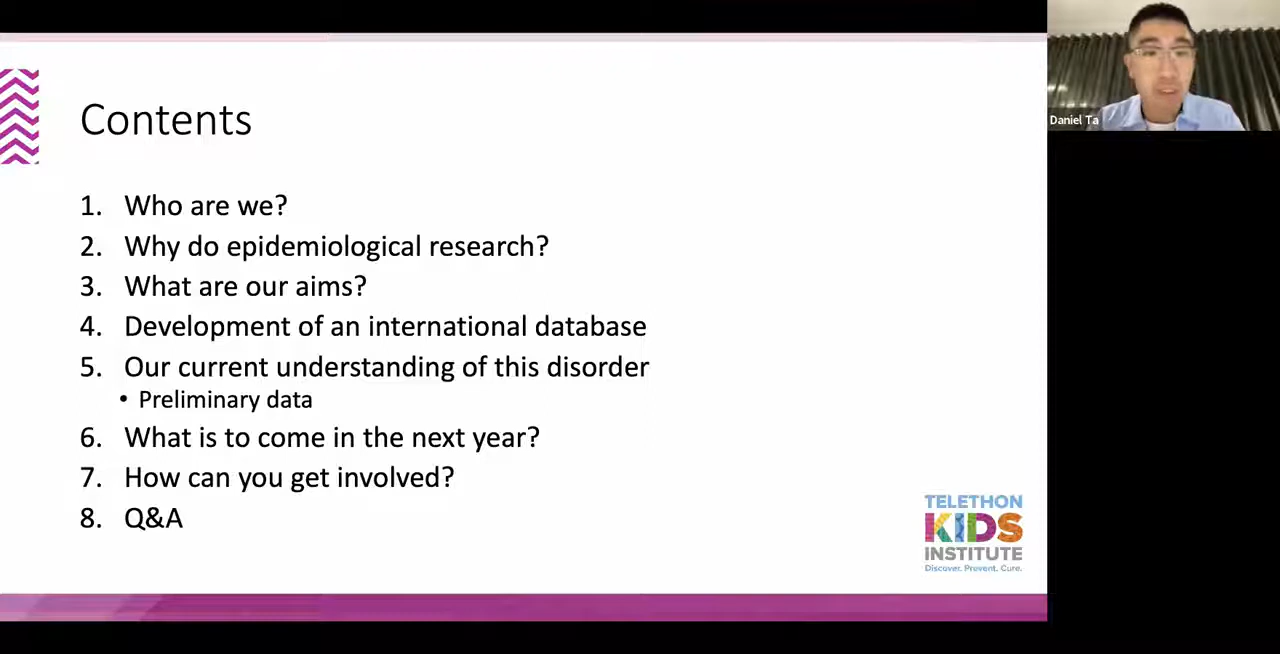 Contents
1. Who are we?
2. Why do epidemiological research?
3. What are our aims?
4. Development of an international database
5. Our current understanding of this disorder
• Preliminary data
6. What is to come in the next year?
7. How can you get involved?
8. Q&A
TELETHON
KIDS
INSTITUTE
Discover. Prevent. Cure.
Daniel Ta